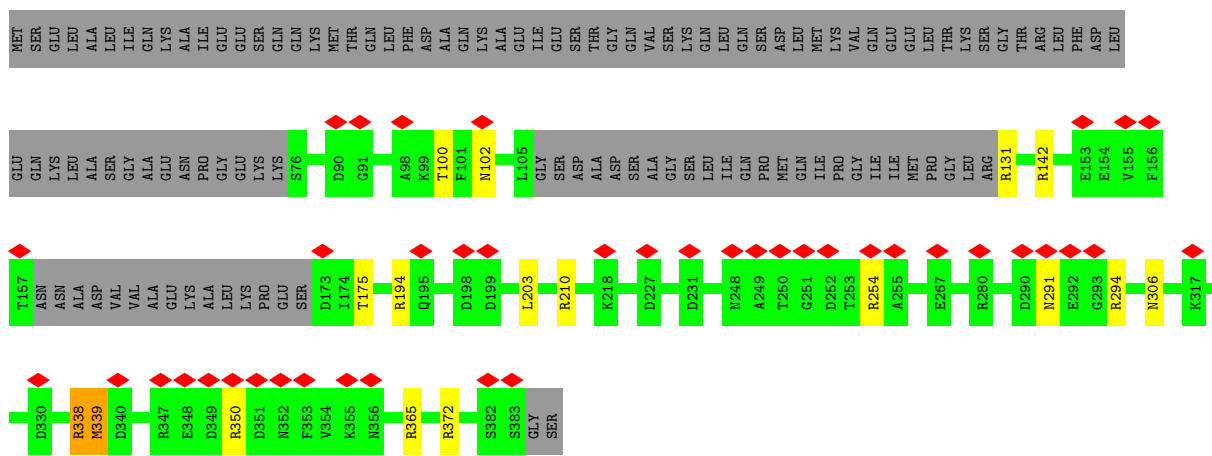 MET SER GLU LEU ALA LEU ILE GLN LYS ALA ILE GLU GLU SER GLN GLN LYS MET THR GLN LEU PHE ASP ALA GLN LYS ALA GLU ILE GLU SER THR GLY GLN VAL SER LYS GLN LEU GLN SER ASP LEU MET LYS VAL GLN GLU GLU LEU THR LYS SER GLY THR ARG LEU PHE ASP LEU
GLU GLN LYS LEU ALA SER GLY ALA GLU ASN PRO GLY GLU LYS LYS S76 D90 G91 A98 K99 T100 F101 N102 L105 GLY SER ASP ALA ASP SER ALA GLY SER LEU ILE GLN PRO MET GLN ILE PRO GLY ILE ILE MET PRO GLY LEU ARG R131 R142 E153 E154 V155 F156
T157 ASN ASN ALA ASP VAL VAL ALA GLU LYS ALA LEU LYS PRO GLU SER D173 I174 T175 R194 Q195 D198 D199 L203 R210 K218 D227 D231 N248 A249 T250 G251 D252 T253 R254 A255 E267 R280 D290 N291 E292 G293 R294 N306 K317
D330 R338 M339 D340 R347 E348 D349 R350 D351 N352 F353 V354 K355 N356 R365 R372 S382 S383 GLY SER